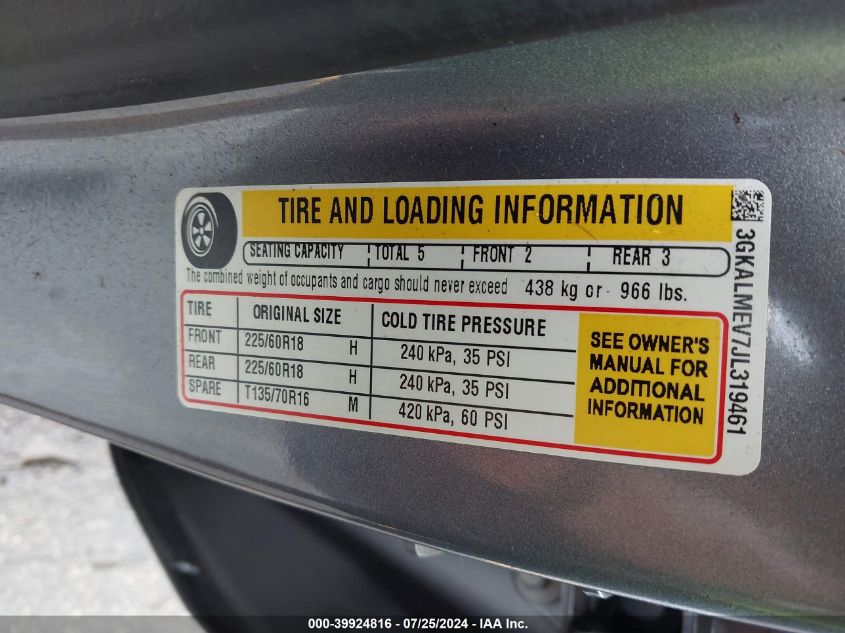 TIRE AND LOADING INFORMATION
SEATING CAPACITY TOTAL 5 FRONT 2 REAR 3
The combined weight of occupants and cargo should never exceed 438 kg or 966 lbs.
TIRE ORIGINAL SIZE COLD TIRE PRESSURE
FRONT 225/60R18 H 240 kPa, 35 PSI
REAR 225/60R18 H 240 kPa, 35 PSI
SPARE T135/70R16 M 420 kPa, 60 PSI
SEE OWNER'S
MANUAL FOR
ADDITIONAL
INFORMATION
3GKALMEV7JL319461
000-39924816 - 07/25/2024 - IAA Inc.